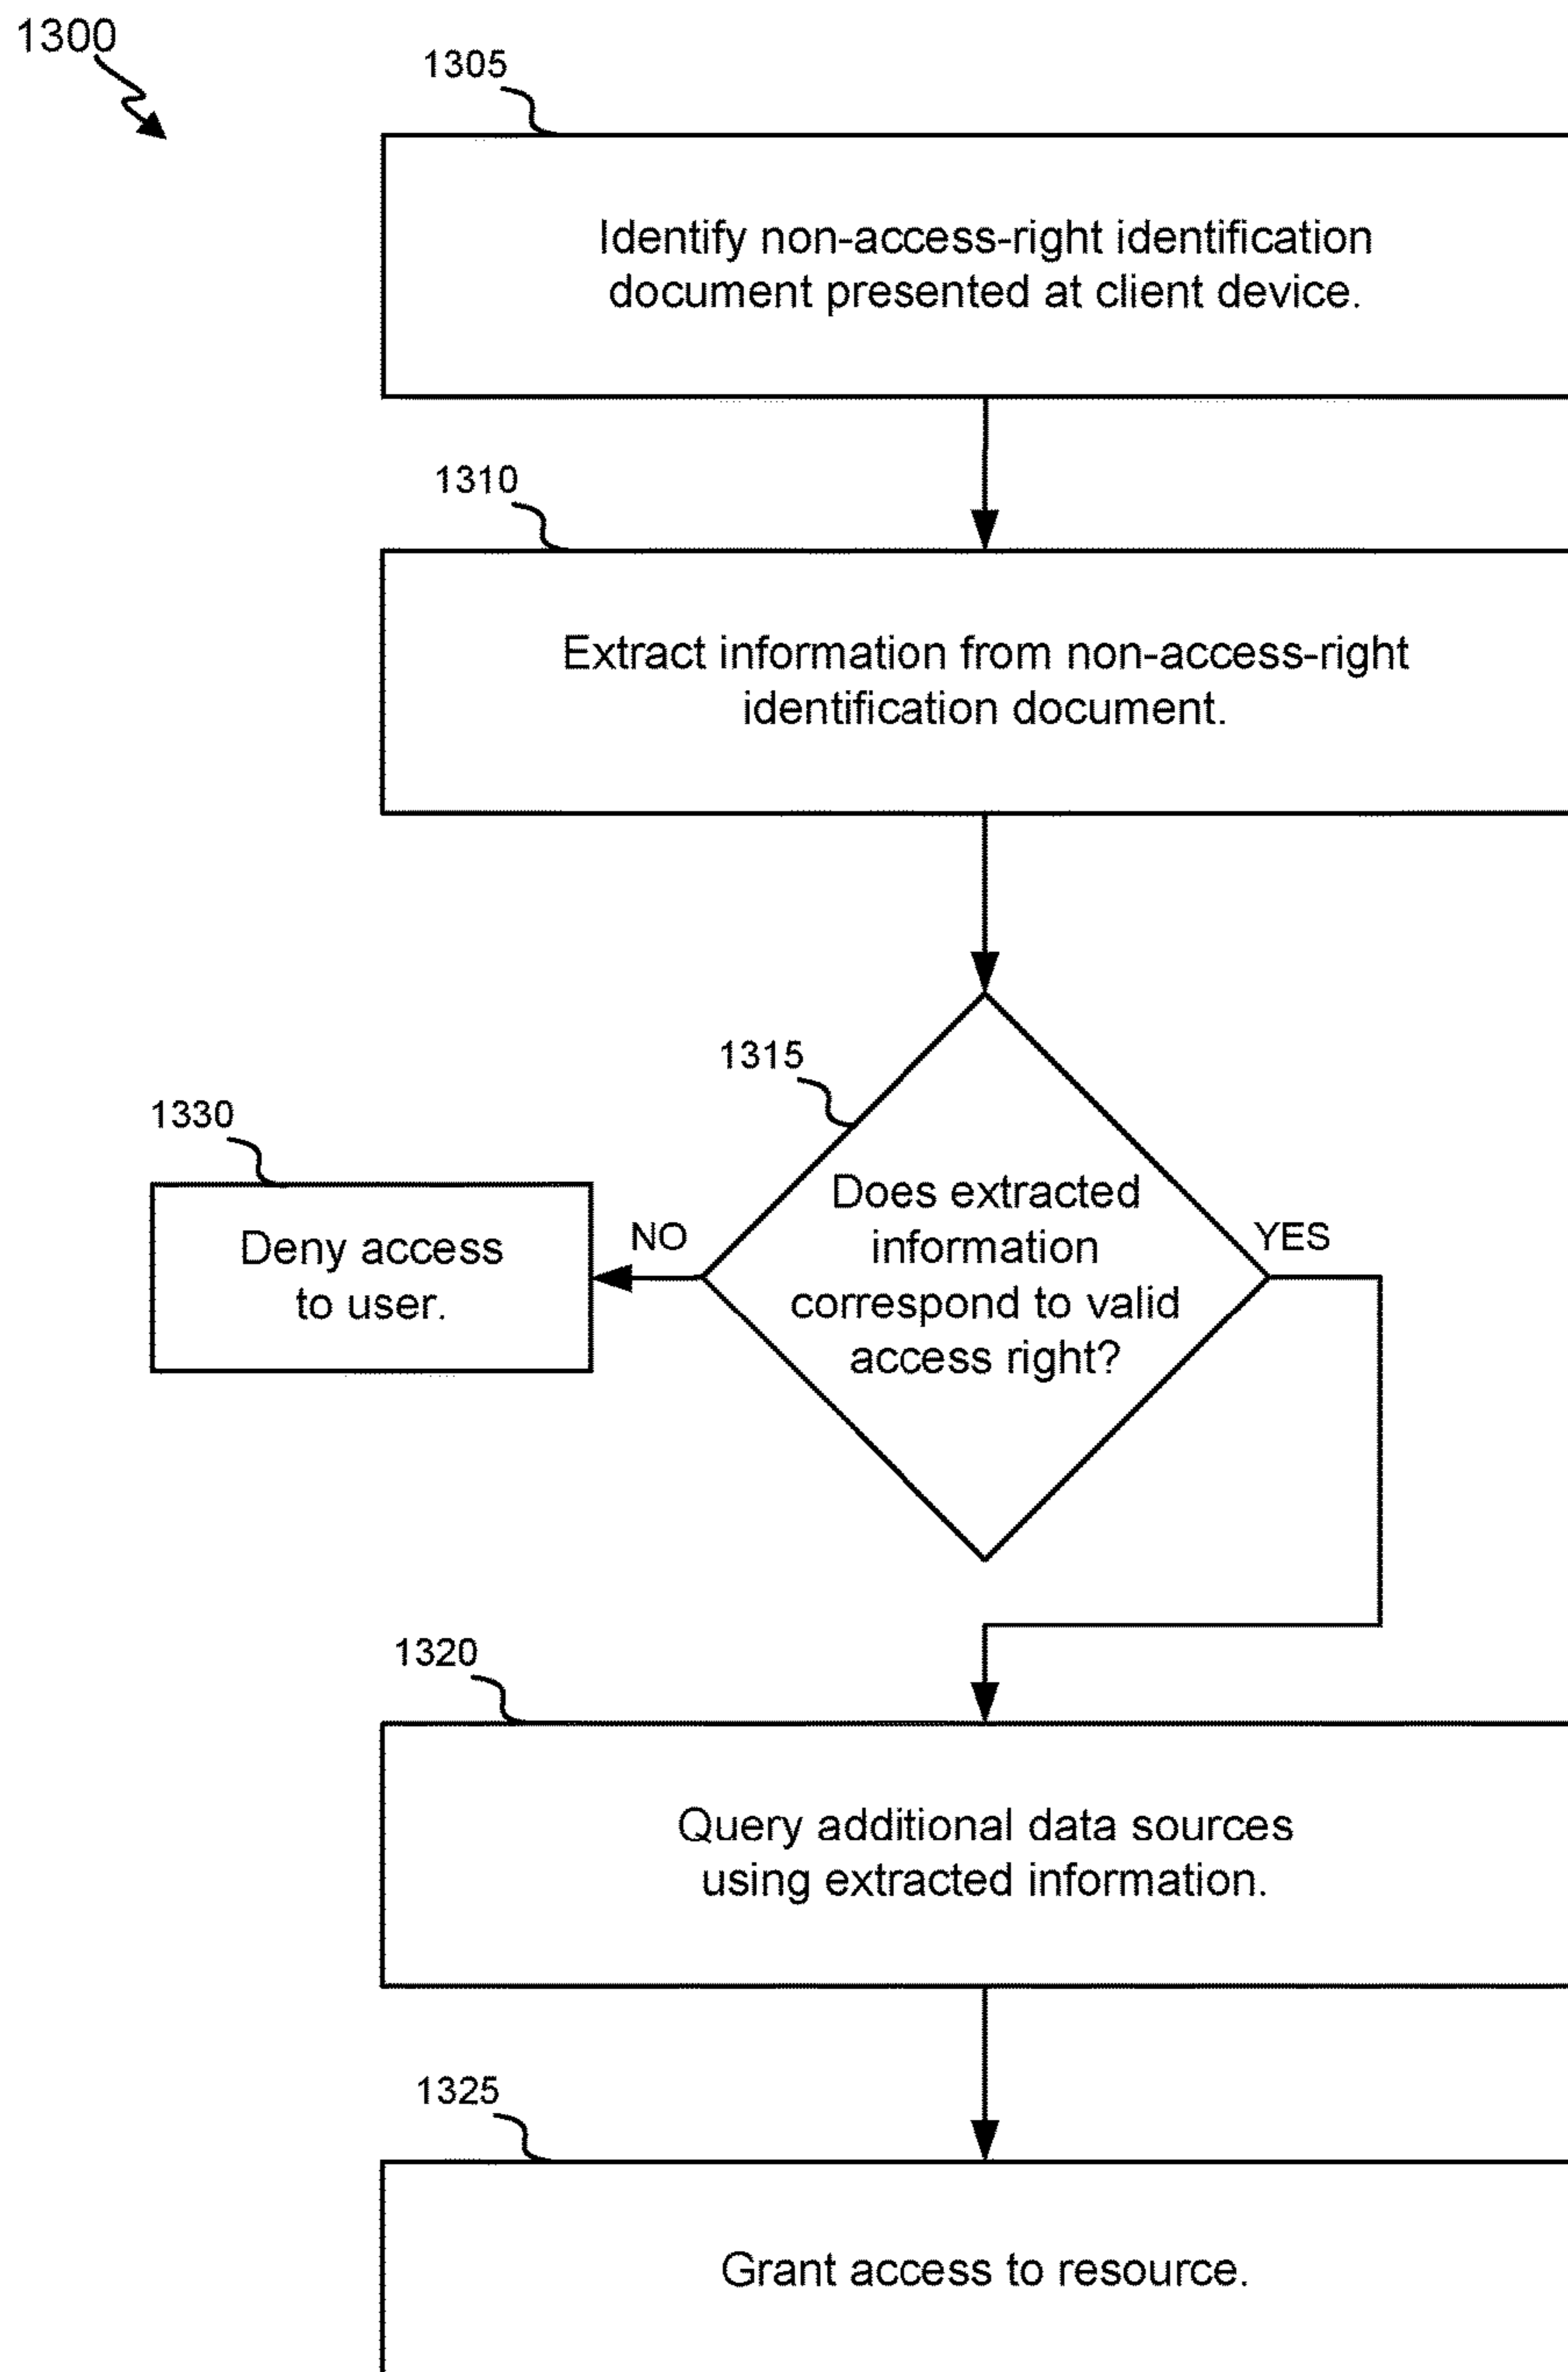 1300
1305
Identify non-access-right identification
document presented at client device.
1310
Extract information from non-access-right
identification document.
1315
1330
Does extracted
information
correspond to valid
access right?
NO
YES
Deny access
to user.
1320
Query additional data sources
using extracted information.
1325
Grant access to resource.